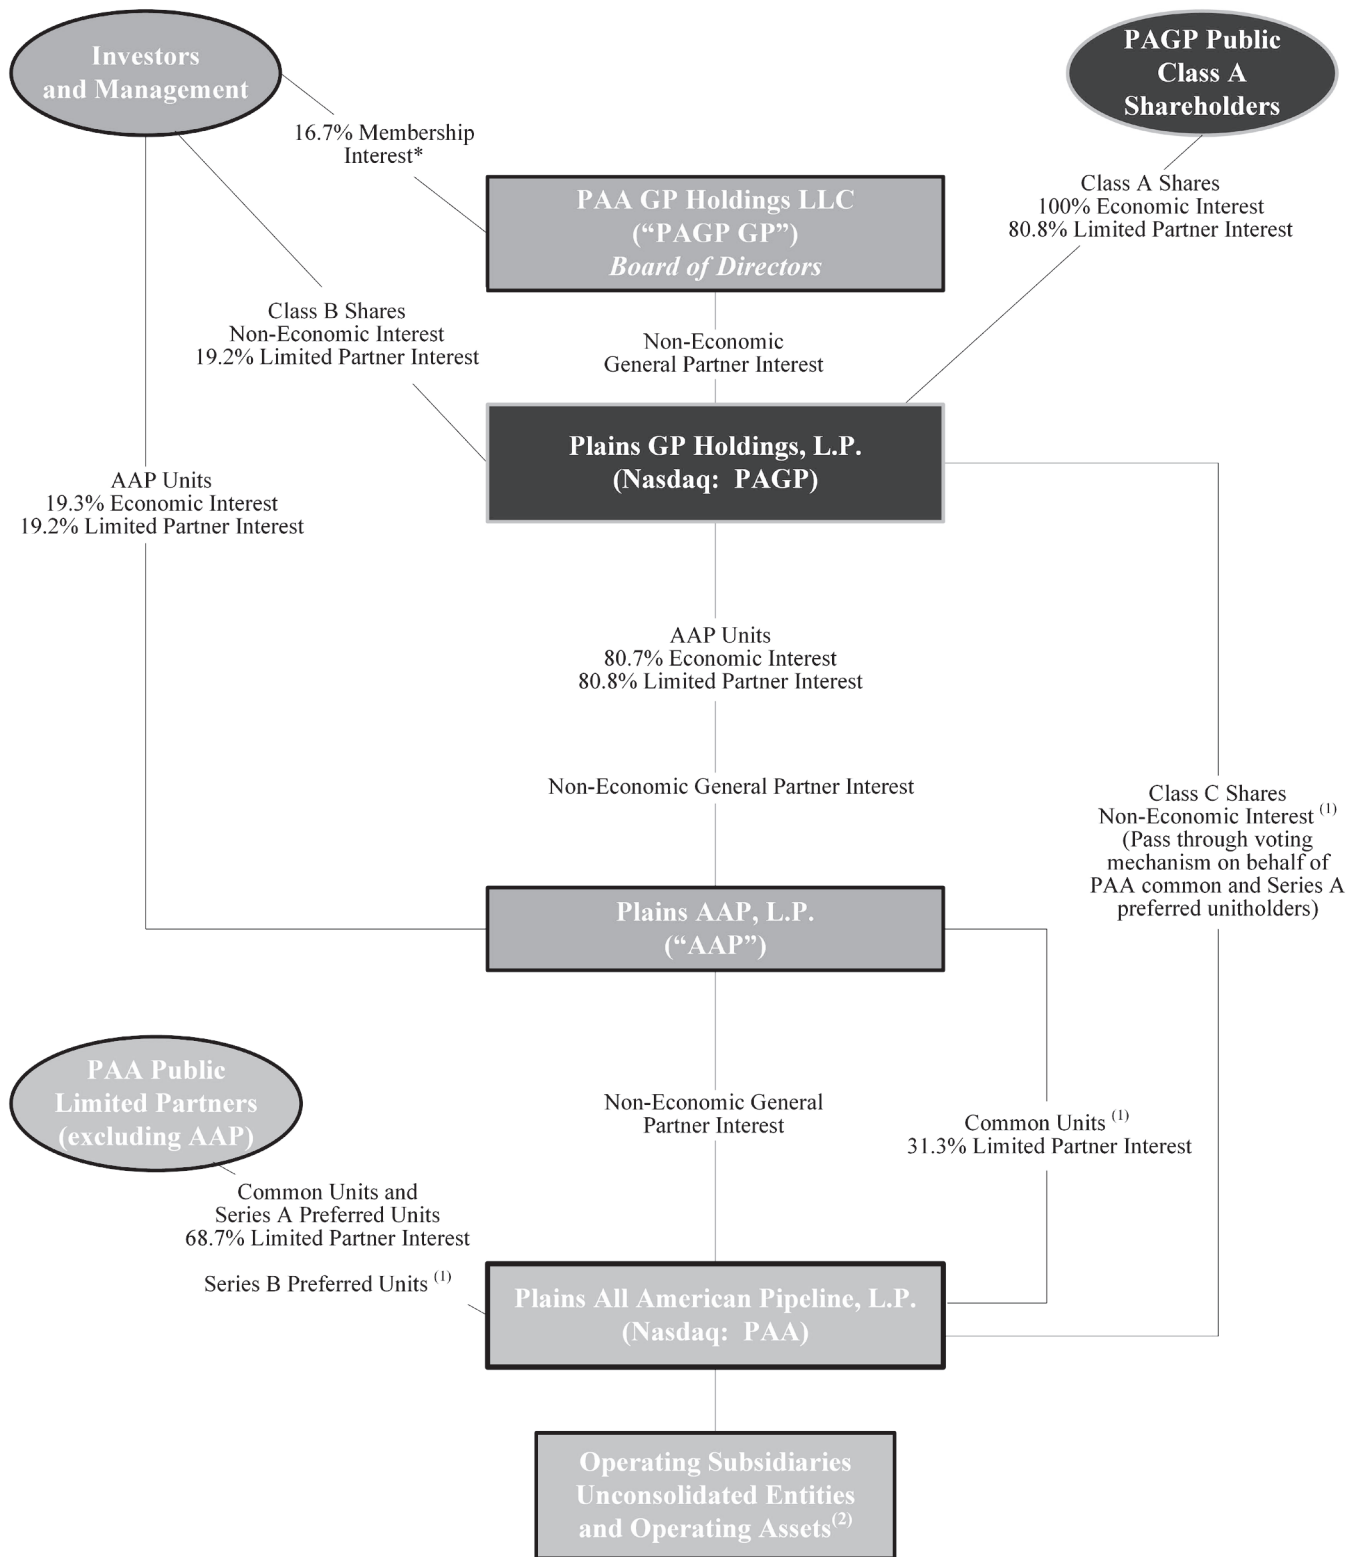 Investors
and Management
PAGP Public
Class A
Shareholders
16.7% Membership
Interest*
PAA GP Holdings LLC
(“PAGP GP”)
Board of Directors
Class A Shares
100% Economic Interest
80.8% Limited Partner Interest
Class B Shares
Non-Economic Interest
19.2% Limited Partner Interest
Non-Economic
General Partner Interest
Plains GP Holdings, L.P.
(Nasdaq: PAGP)
AAP Units
19.3% Economic Interest
19.2% Limited Partner Interest
AAP Units
80.7% Economic Interest
80.8% Limited Partner Interest
Non-Economic General Partner Interest
Class C Shares
Non-Economic Interest (1)
(Pass through voting
mechanism on behalf of
PAA common and Series A
preferred unitholders)
Plains AAP, L.P.
(“AAP”)
PAA Public
Limited Partners
(excluding AAP)
Non-Economic General
Partner Interest
Common Units (1)
31.3% Limited Partner Interest
Common Units and
Series A Preferred Units
68.7% Limited Partner Interest
Series B Preferred Units (1)
Plains All American Pipeline, L.P.
(Nasdaq: PAA)
Operating Subsidiaries
Unconsolidated Entities
and Operating Assets(2)